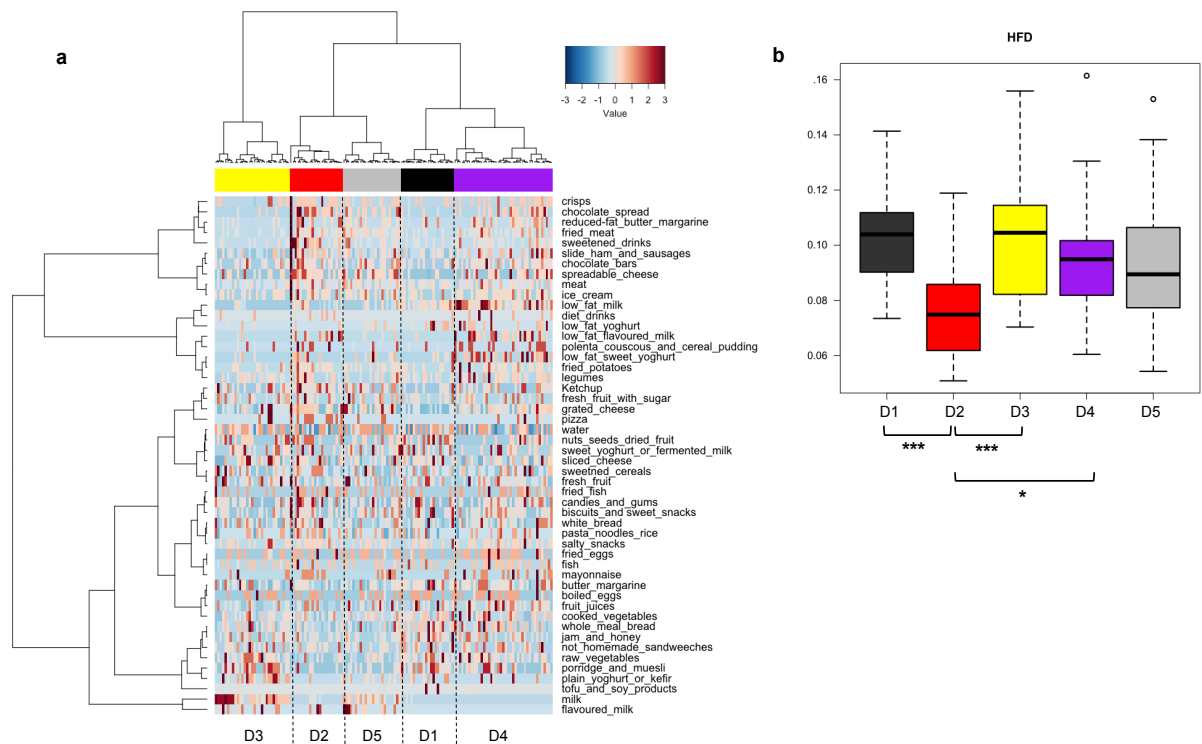 a
-3 -2 -1 0 1 2 3
Value
crisps
chocolate_spread
reduced-fat_butter_margarine
fried_meat
sweetened_drinks
slide_ham_and_sausages
chocolate_bars
spreadable_cheese
meat
ice_cream
low_fat_milk
diet_drinks
low_fat_yoghurt
low_fat_flavoured_milk
polenta_couscous_and_cereal_pudding
low_fat_sweet_yoghurt
fried_potatoes
legumes
Ketchup
fresh_fruit_with_sugar
grated_cheese
pizza
water
nuts_seeds_dried_fruit
sweet_yoghurt_or_fermented_milk
sliced_cheese
sweetned_cereals
fresh_fruit
fried_fish
candies_and_gums
biscuits_and sweet_snacks
white_bread
pasta_noodles_rice
salty_snacks
fried_eggs
fish
mayonnaise
butter_margarine
boiled_eggs
fruit_juices
cooked_vegetables
whole_meal_bread
jam_and_honey
not_homemade_sandweeches
raw_vegetables
porridge_and_muesli
plain_yoghurt_or_kefir
tofu_and_soy_products
milk
flavoured_milk
D3 D2 D5 D1 D4
b
HFD
.16
0.14
0.12
0.10
0.08
0.06
D1 D2 D3 D4 D5
*** ***
*